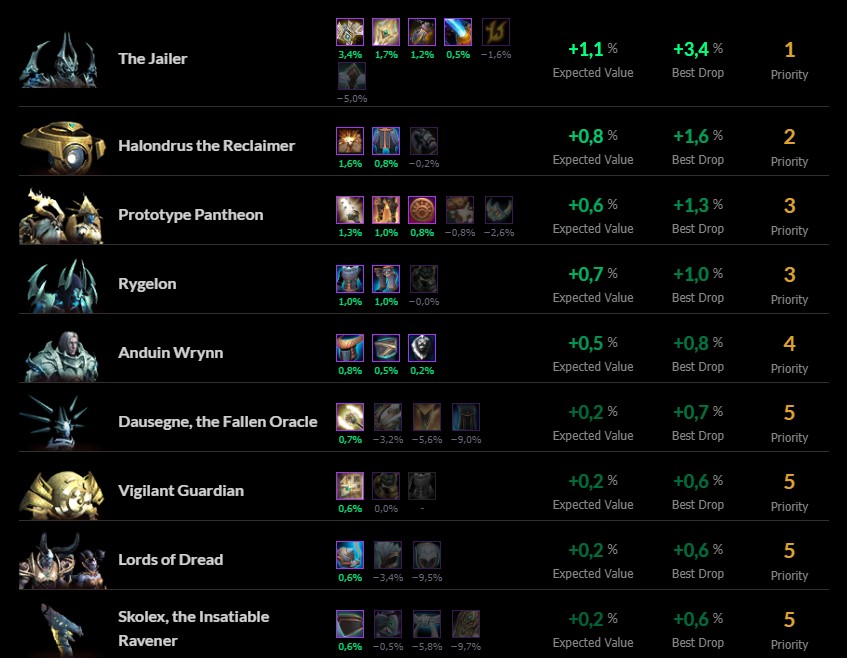 The Jailer
3,4% 1,7% 1,2% 0,5% −1,6%
−5,0%
+1,1 % +3,4 % 1
Expected Value Best Drop Priority
Halondrus the Reclaimer
1,6% 0,8% −0,2%
+0,8 % +1,6 % 2
Expected Value Best Drop Priority
Prototype Pantheon
1,3% 1,0% 0,8% −0,8% −2,6%
+0,6 % +1,3 % 3
Expected Value Best Drop Priority
Rygelon
1,0% 1,0% −0,0%
+0,7 % +1,0 % 3
Expected Value Best Drop Priority
Anduin Wrynn
0,8% 0,5% 0,2%
+0,5 % +0,8 % 4
Expected Value Best Drop Priority
Dausegne, the Fallen Oracle
0,7% −3,2% −5,6% −9,0%
+0,2 % +0,7 % 5
Expected Value Best Drop Priority
Vigilant Guardian
0,6% 0,0% -
+0,2 % +0,6 % 5
Expected Value Best Drop Priority
Lords of Dread
0,6% −3,4% −9,5%
+0,2 % +0,6 % 5
Expected Value Best Drop Priority
Skolex, the Insatiable
Ravener
0,6% −0,5% −5,8% −9,7%
+0,2 % +0,6 % 5
Expected Value Best Drop Priority